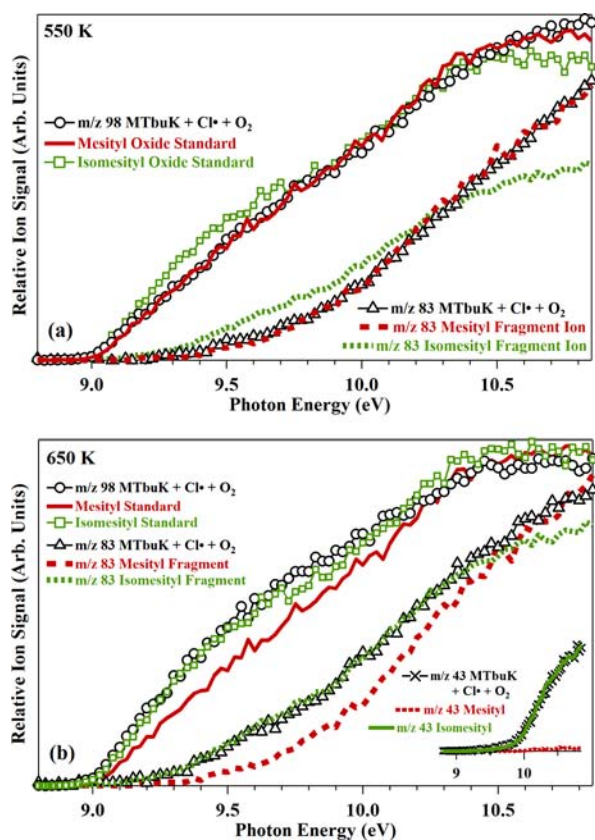 550 K
m/z 98 MTbuK + Cl• + O2
Mesityl Oxide Standard
Isomesityl Oxide Standard
m/z 83 MTbuK + Cl• + O2
m/z 83 Mesityl Fragment Ion
m/z 83 Isomesityl Fragment Ion
(a)
Relative Ion Signal (Arb. Units)
9.0 9.5 10.0 10.5
Photon Energy (eV)
650 K
m/z 98 MTbuK + Cl• + O2
Mesityl Standard
Isomesityl Standard
m/z 83 MTbuK + Cl• + O2
m/z 83 Mesityl Fragment
m/z 83 Isomesityl Fragment
m/z 43 MTbuK
+ Cl• + O2
m/z 43 Mesityl
m/z 43 Isomesityl
9 10
(b)
Relative Ion Signal (Arb. Units)
9.0 9.5 10.0 10.5
Photon Energy (eV)